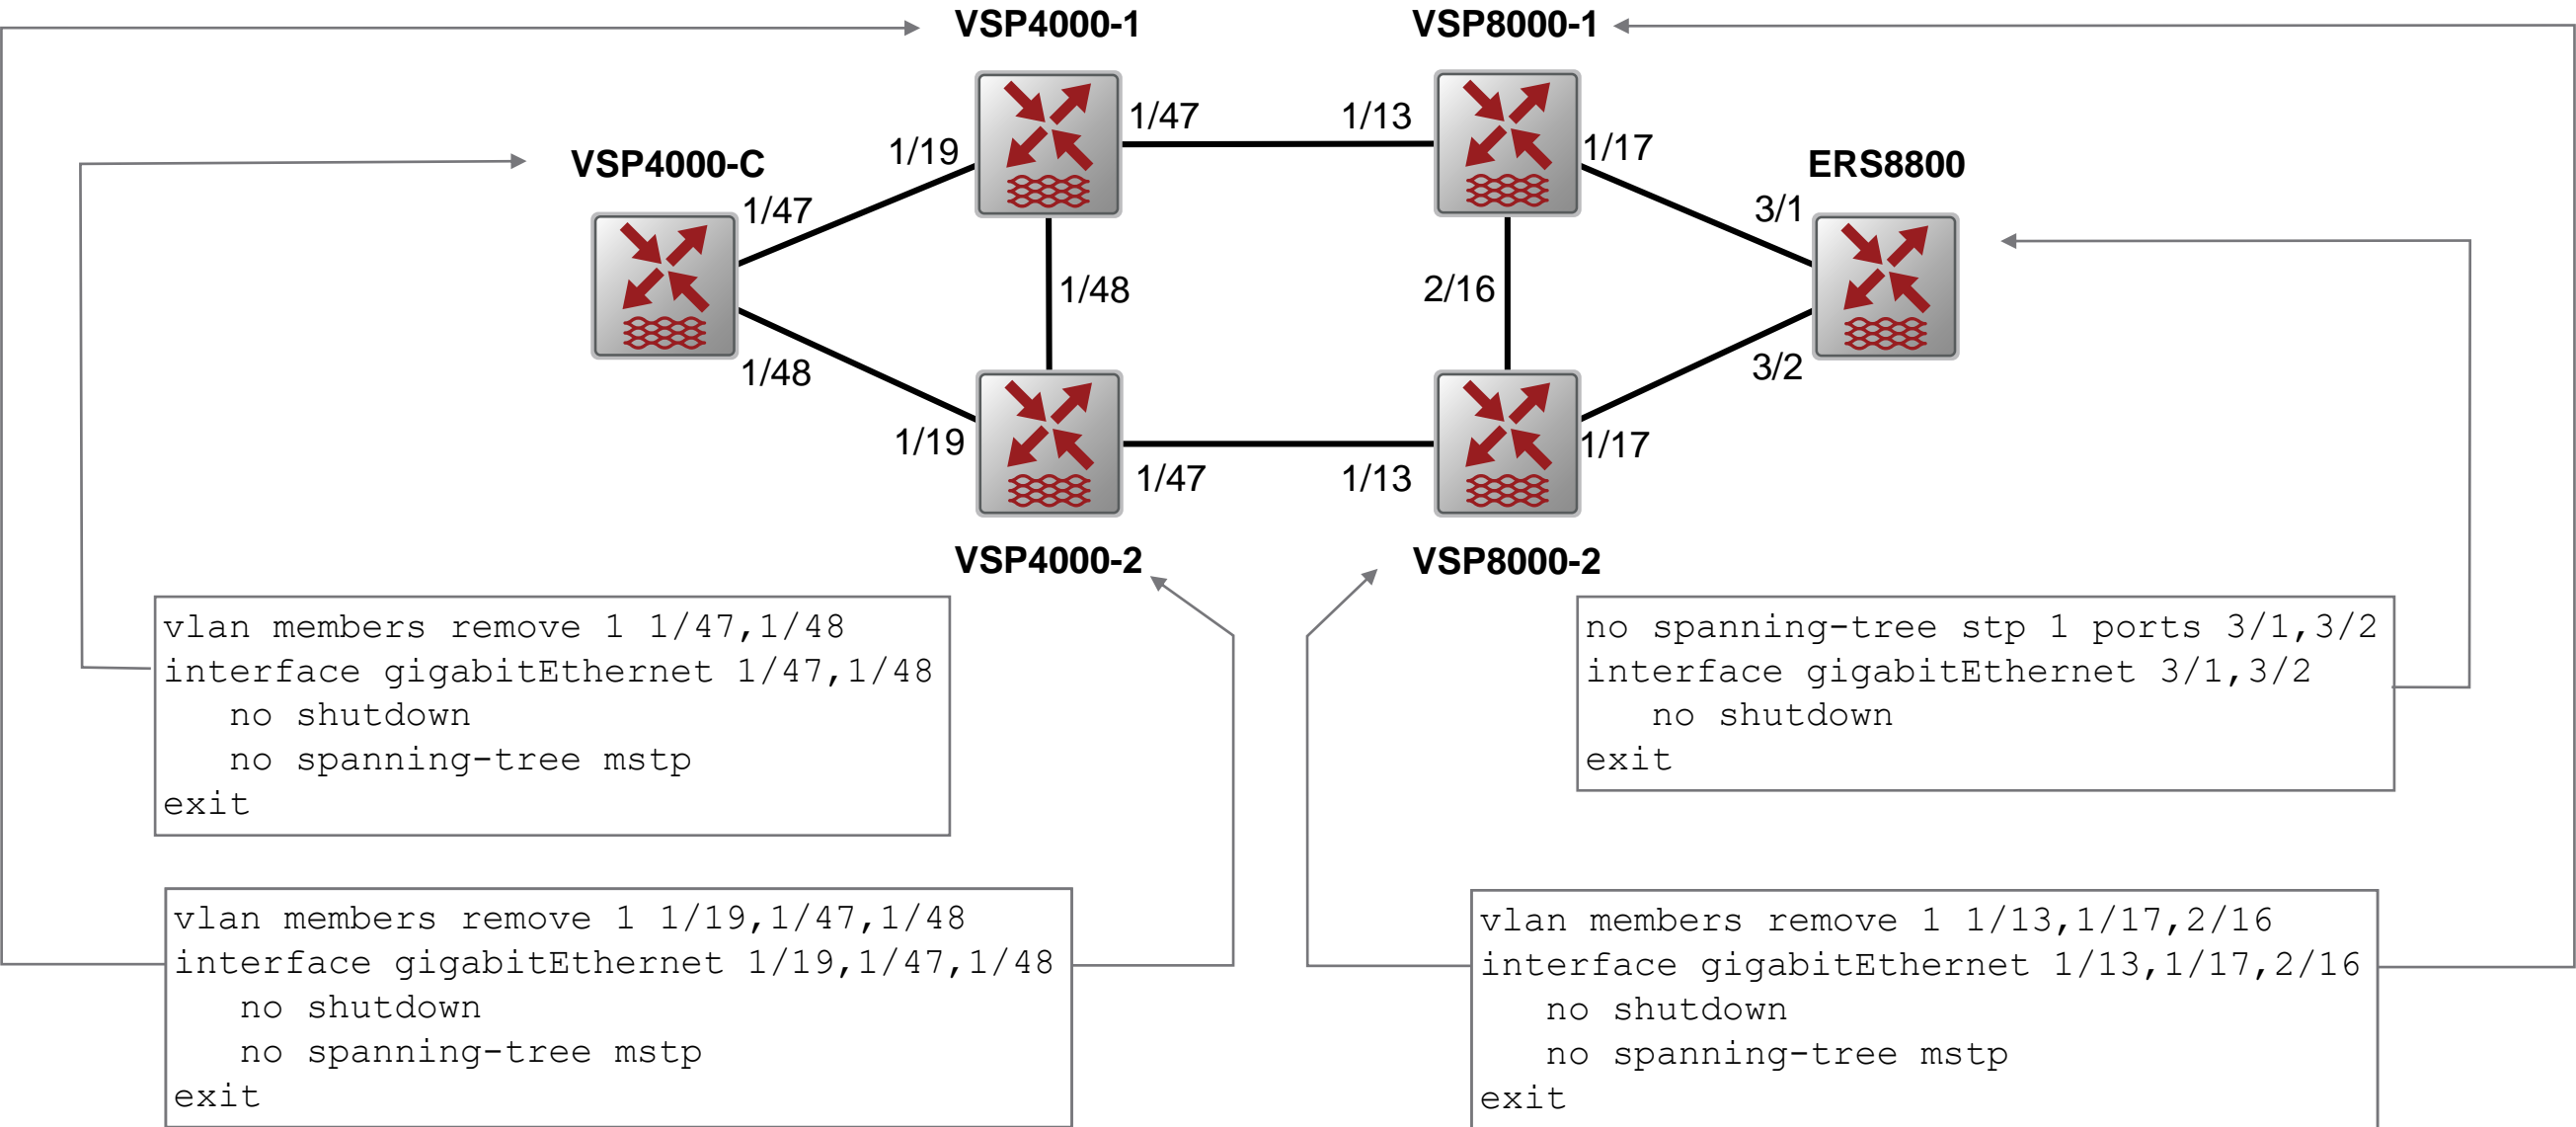 VSP4000-1
VSP8000-1
1/47
1/13
1/19
1/17
VSP4000-C
ERS8800
1/47
3/1
1/48
2/16
1/48
3/2
1/19
1/17
1/47
1/13
VSP4000-2
VSP8000-2
vlan members remove 1 1/47,1/48
interface gigabitEthernet 1/47,1/48
no shutdown
no spanning-tree mstp
exit
no spanning-tree stp 1 ports 3/1,3/2
interface gigabitEthernet 3/1,3/2
no shutdown
exit
vlan members remove 1 1/19,1/47,1/48
interface gigabitEthernet 1/19,1/47,1/48
no shutdown
no spanning-tree mstp
exit
vlan members remove 1 1/13,1/17,2/16
interface gigabitEthernet 1/13,1/17,2/16
no shutdown
no spanning-tree mstp
exit